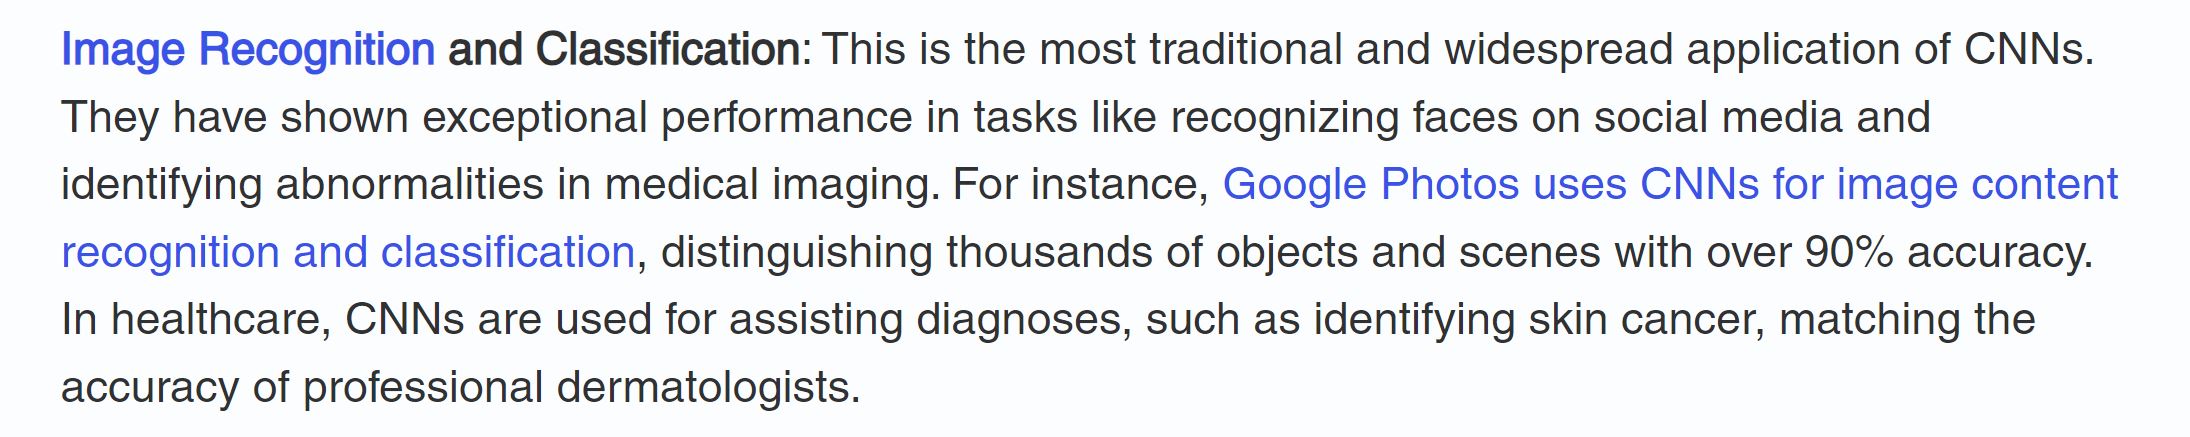 Image Recognition and Classification: This is the most traditional and widespread application of CNNs.
They have shown exceptional performance in tasks like recognizing faces on social media and
identifying abnormalities in medical imaging. For instance, Google Photos uses CNNs for image content
recognition and classification, distinguishing thousands of objects and scenes with over 90% accuracy.
In healthcare, CNNs are used for assisting diagnoses, such as identifying skin cancer, matching the
accuracy of professional dermatologists.